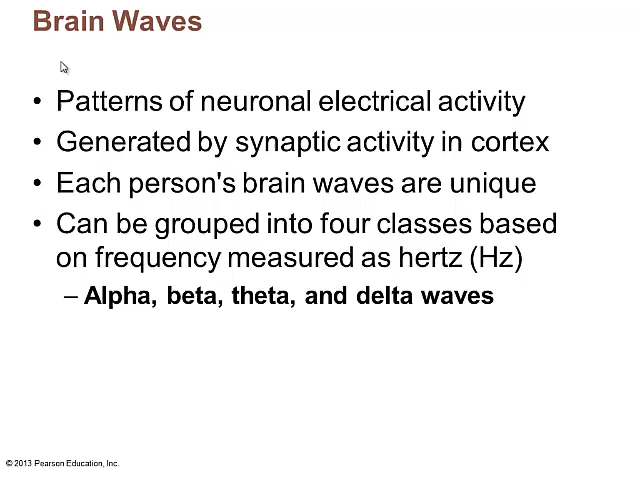 Brain Waves
• Patterns of neuronal electrical activity
• Generated by synaptic activity in cortex
• Each person's brain waves are unique
• Can be grouped into four classes based
on frequency measured as hertz (Hz)
– Alpha, beta, theta, and delta waves
© 2013 Pearson Education, Inc.